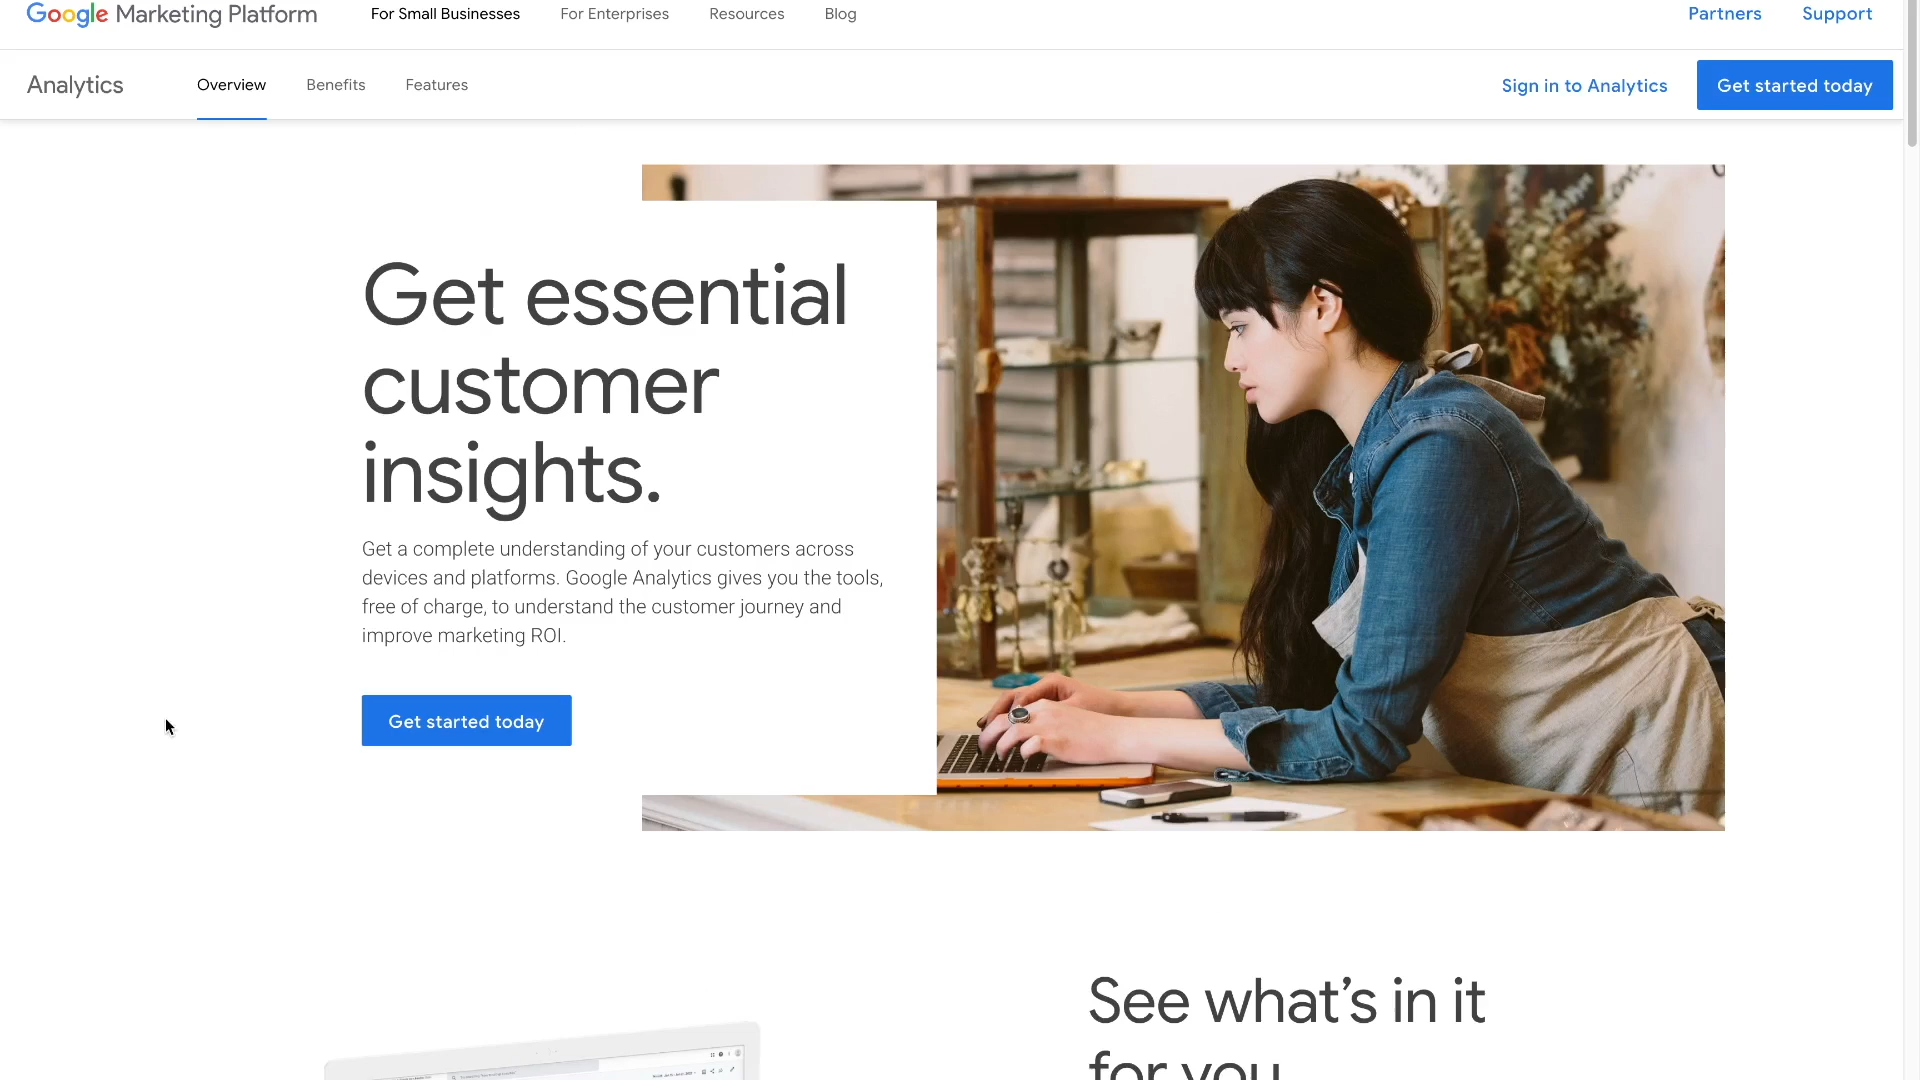 Google Marketing Platform For Small Businesses For Enterprises Resources Blog Partners Support
Analytics Overview Benefits Features Sign in to Analytics Get started today
Get essential
customer
insights.
Get a complete understanding of your customers across
devices and platforms. Google Analytics gives you the tools,
free of charge, to understand the customer journey and
improve marketing ROI.
Get started today
See what’s in it
for you